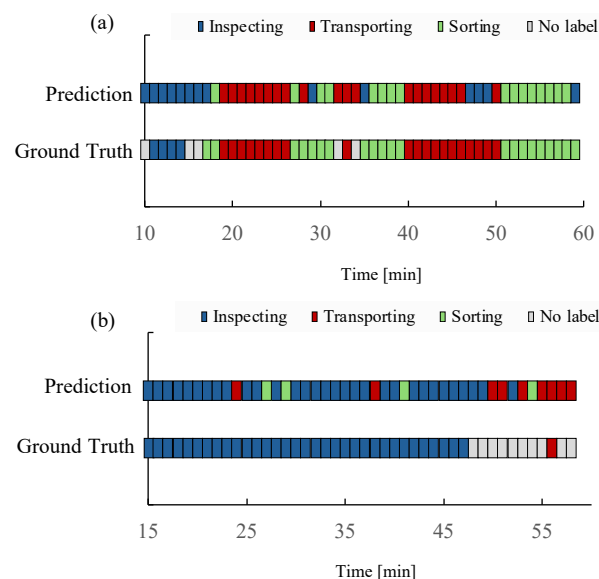 (a)
Inspecting Transporting Sorting No label
Prediction
Ground Truth
10 20 30 40 50 60
Time [min]
(b)
Inspecting Transporting Sorting No label
Prediction
Ground Truth
15 25 35 45 55
Time [min]